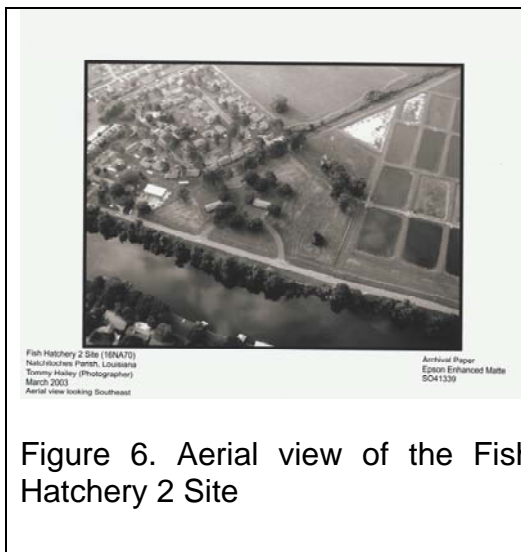 Fish Hatchery 2 Site (16NA70)
Natchitoches Parish, Louisiana
Tommy Hailey (Photographer)
March 2003
Aerial view looking Southeast
Archival Paper
Epson Enhanced Matte
SO41339
Figure 6. Aerial view of the Fish
Hatchery 2 Site